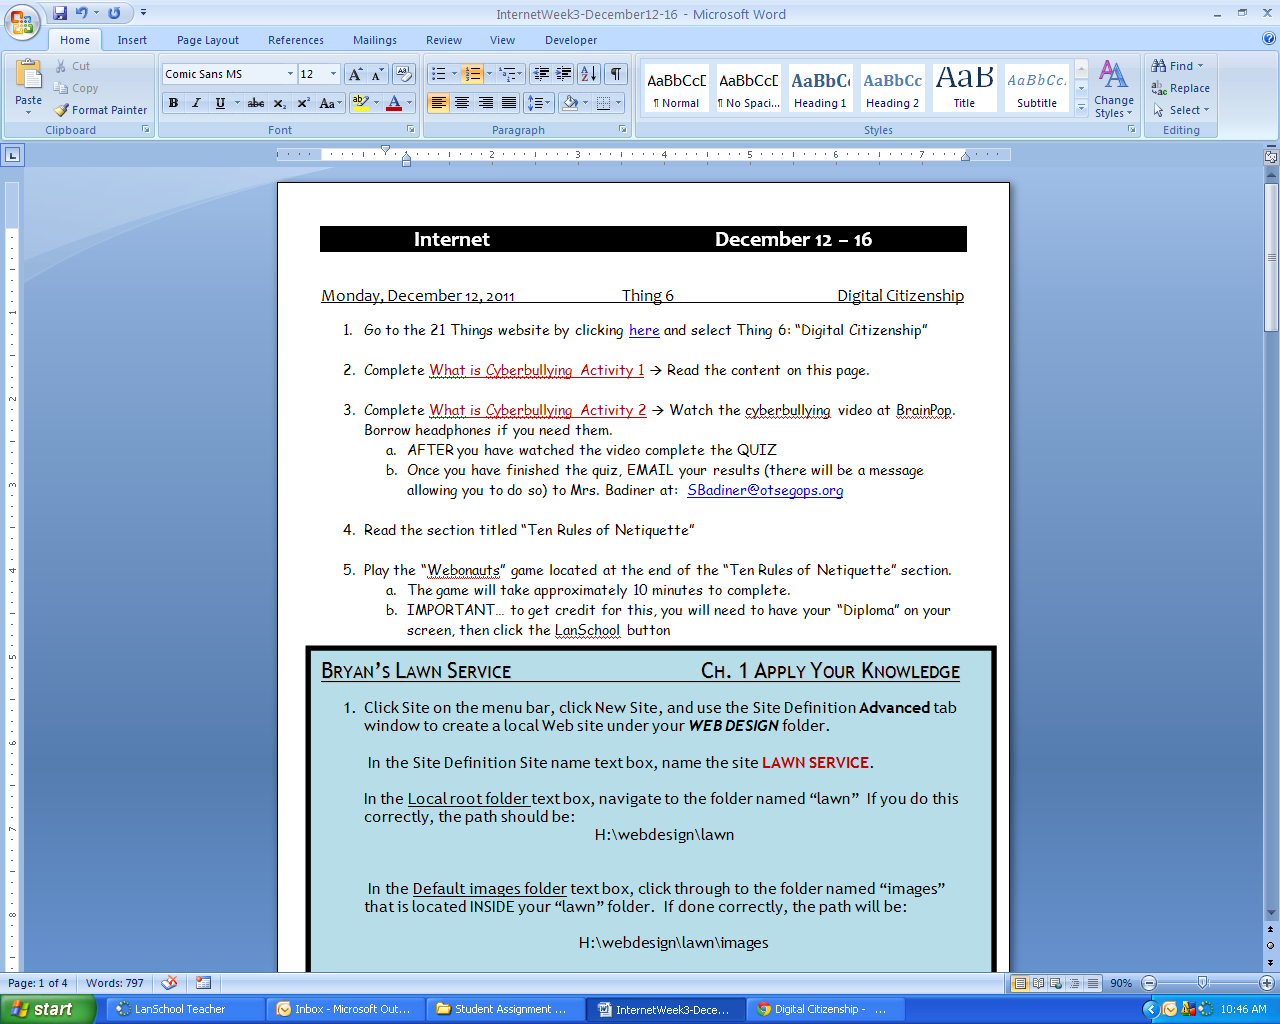 InternetWeek3-December12-16 - Microsoft Word
Home Insert Page Layout References Mailings Review View Developer
Paste
Cut
Copy
Format Painter
Clipboard
Comic Sans MS 12
Font
Paragraph
AaBbCcD AaBbCcD AaBbC AaBbCc AaB AaBbCc.
¶ Normal ¶ No Spaci... Heading 1 Heading 2 Title Subtitle
Change Styles
Styles
Find
Replace
Select
Editing
Internet December 12 – 16
Monday, December 12, 2011 Thing 6 Digital Citizenship
1. Go to the 21 Things website by clicking here and select Thing 6: “Digital Citizenship”
2. Complete What is Cyberbullying Activity 1 → Read the content on this page.
3. Complete What is Cyberbullying Activity 2 → Watch the cyberbullying video at BrainPop.
Borrow headphones if you need them.
a. AFTER you have watched the video complete the QUIZ
b. Once you have finished the quiz, EMAIL your results (there will be a message
allowing you to do so) to Mrs. Badiner at: SBadiner@otsegops.org
4. Read the section titled “Ten Rules of Netiquette”
5. Play the “Webonauts” game located at the end of the “Ten Rules of Netiquette” section.
a. The game will take approximately 10 minutes to complete.
b. IMPORTANT... to get credit for this, you will need to have your “Diploma” on your
screen, then click the LanSchool button
BRYAN’S LAWN SERVICE CH. 1 APPLY YOUR KNOWLEDGE
1. Click Site on the menu bar, click New Site, and use the Site Definition Advanced tab
window to create a local Web site under your WEB DESIGN folder.
In the Site Definition Site name text box, name the site LAWN SERVICE.
In the Local root folder text box, navigate to the folder named “lawn” If you do this
correctly, the path should be:
H:\webdesign\lawn
In the Default images folder text box, click through to the folder named “images”
that is located INSIDE your “lawn” folder. If done correctly, the path will be:
H:\webdesign\lawn\images
Page: 1 of 4 Words: 797 90%
start LanSchool Teacher Inbox - Microsoft Out... Student Assignment ... InternetWeek3-Dece... Digital Citizenship - ... 10:46 AM